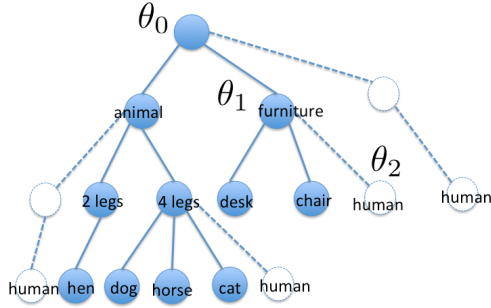 θ₀
animal
θ₁
furniture
θ₂
2 legs
4 legs
desk
chair
human
human
human
hen
dog
horse
cat
human